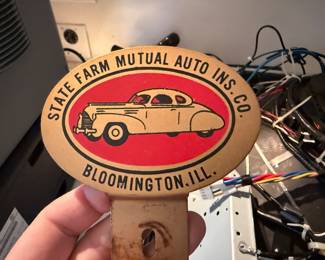 STATE FARM MUTUAL AUTO INS. CO.
BLOOMINGTON.ILL.